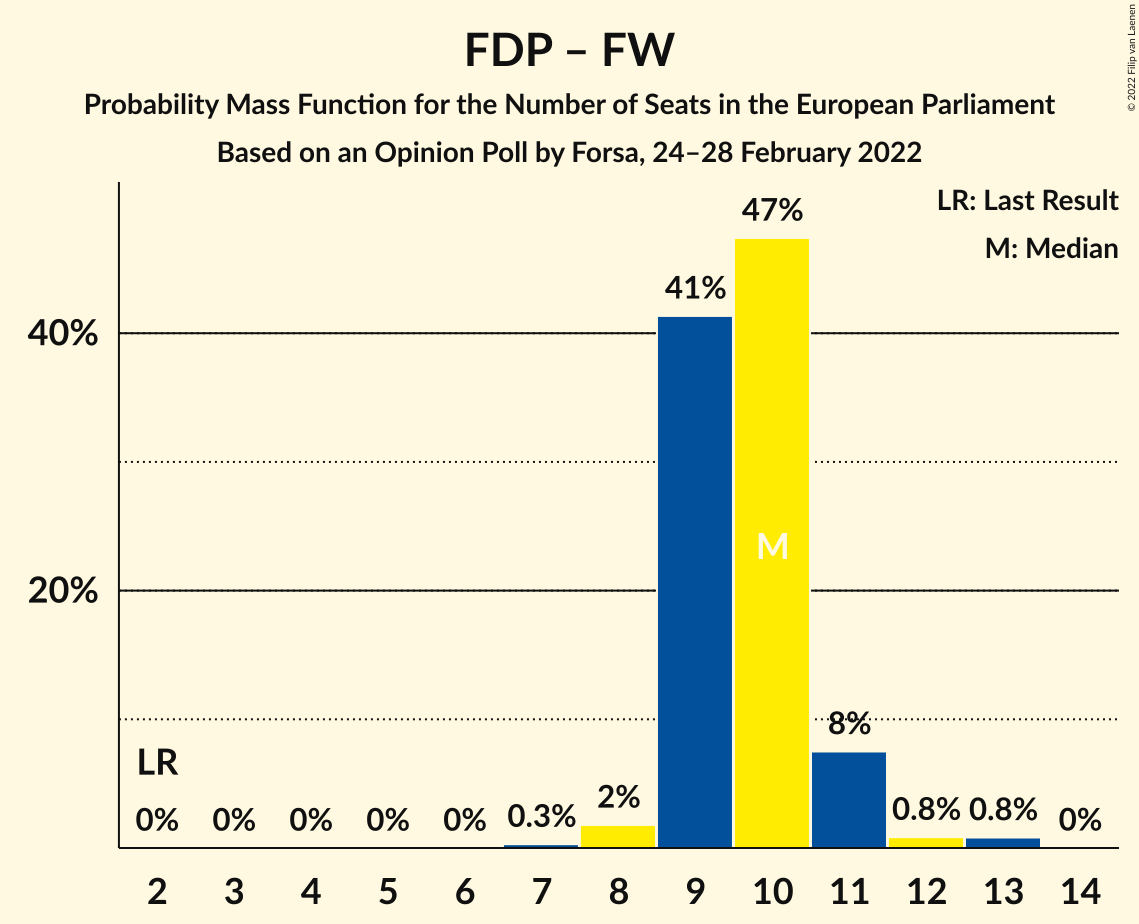 FDP – FW
Probability Mass Function for the Number of Seats in the European Parliament
Based on an Opinion Poll by Forsa, 24–28 February 2022
© 2022 Filip van Laenen
LR: Last Result
M: Median
47%
41%
40%
M
20%
8%
LR
2%
0% 0% 0% 0% 0% 0.3% 0.8% 0.8% 0%
2 3 4 5 6 7 8 9 10 11 12 13 14